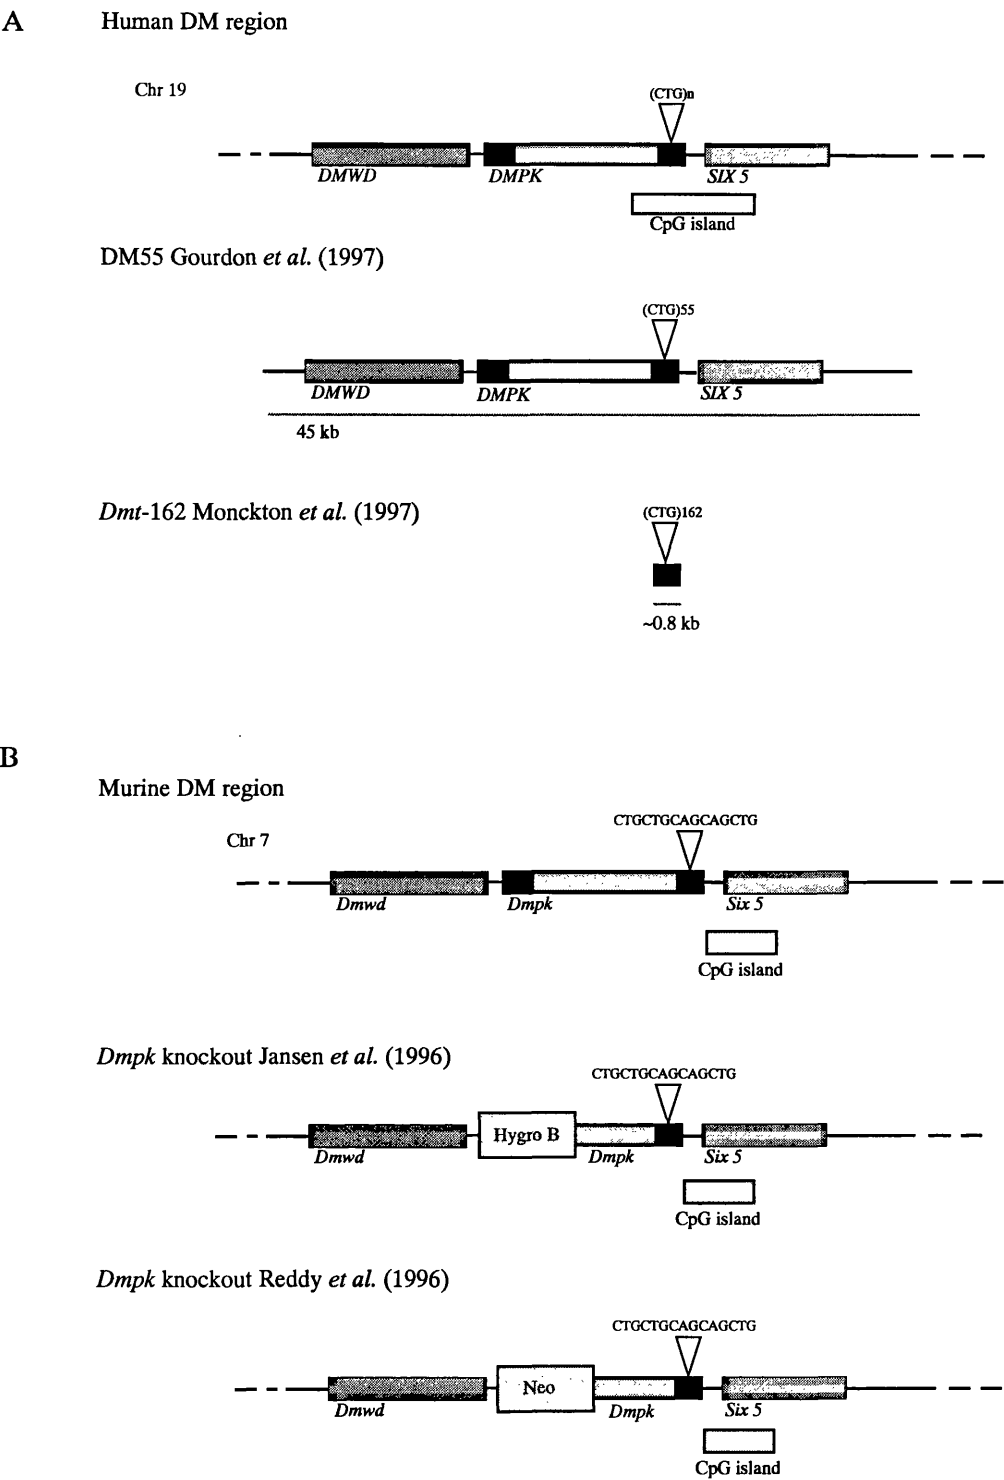 A
Human DM region
Chr 19
(CTG)n
DMWD
DMPK
SIX 5
CpG island
DM55 Gourdon et al. (1997)
(CTG)55
DMWD
DMPK
SIX 5
45 kb
Dmt-162 Monckton et al. (1997)
(CTG)162
~0.8 kb
B
Murine DM region
CTGCTGCAGCAGCTG
Chr 7
Dmwd
Dmpk
Six 5
CpG island
Dmpk knockout Jansen et al. (1996)
CTGCTGCAGCAGCTG
Hygro B
Dmwd
Dmpk
Six 5
CpG island
Dmpk knockout Reddy et al. (1996)
CTGCTGCAGCAGCTG
Neo
Dmwd
Dmpk
Six 5
CpG island